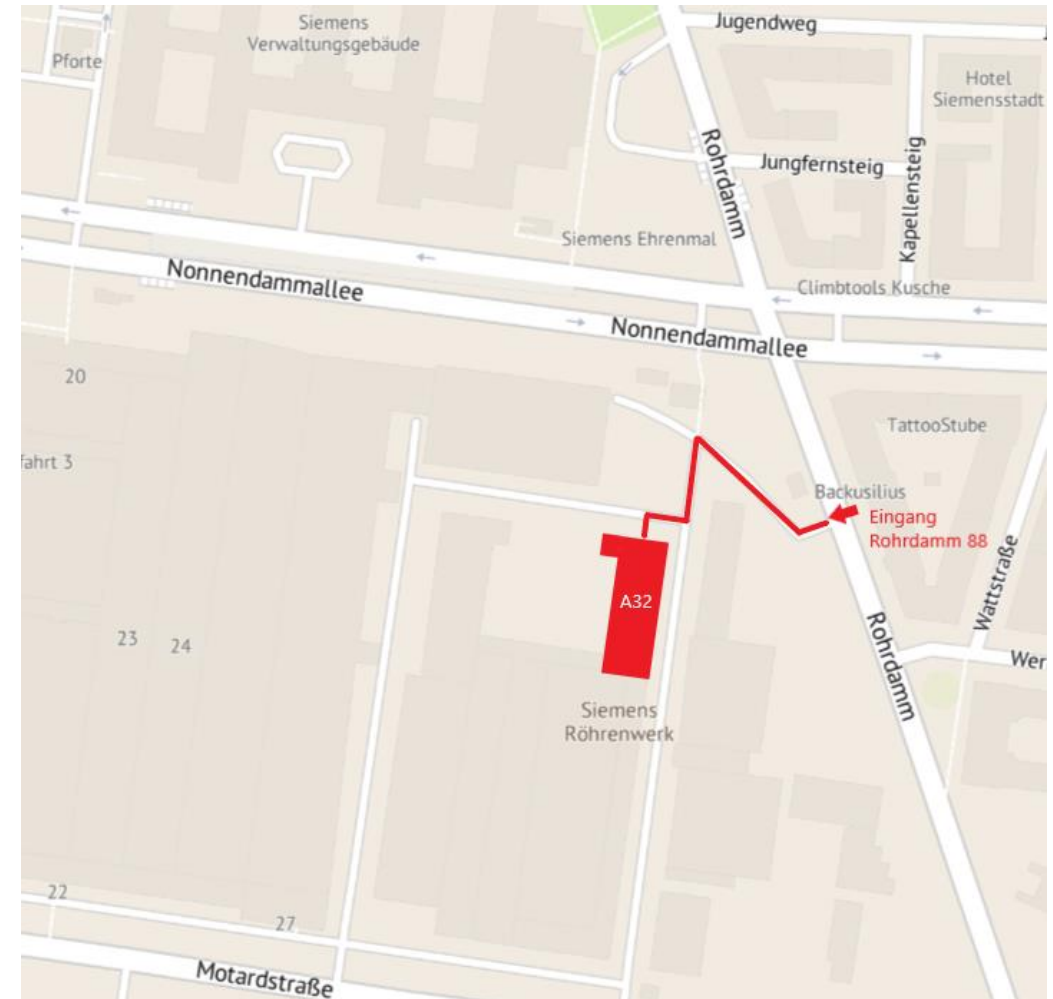 Jugendweg
Siemens
Verwaltungsgebäude
Pforte
Hotel
Siemensstadt
Rohrdamm
Jungfernsteig
Kapellensteig
Siemens Ehrenmal
Nonnendammallee
Climbtools Kusche
Nonnendammallee
20
TattooStube
fahrt 3
Backusilius
Eingang
Rohrdamm 88
Wattstraße
A32
23
24
Rohrdamm
Wer
Siemens
Röhrenwerk
22
27
Motardstraße